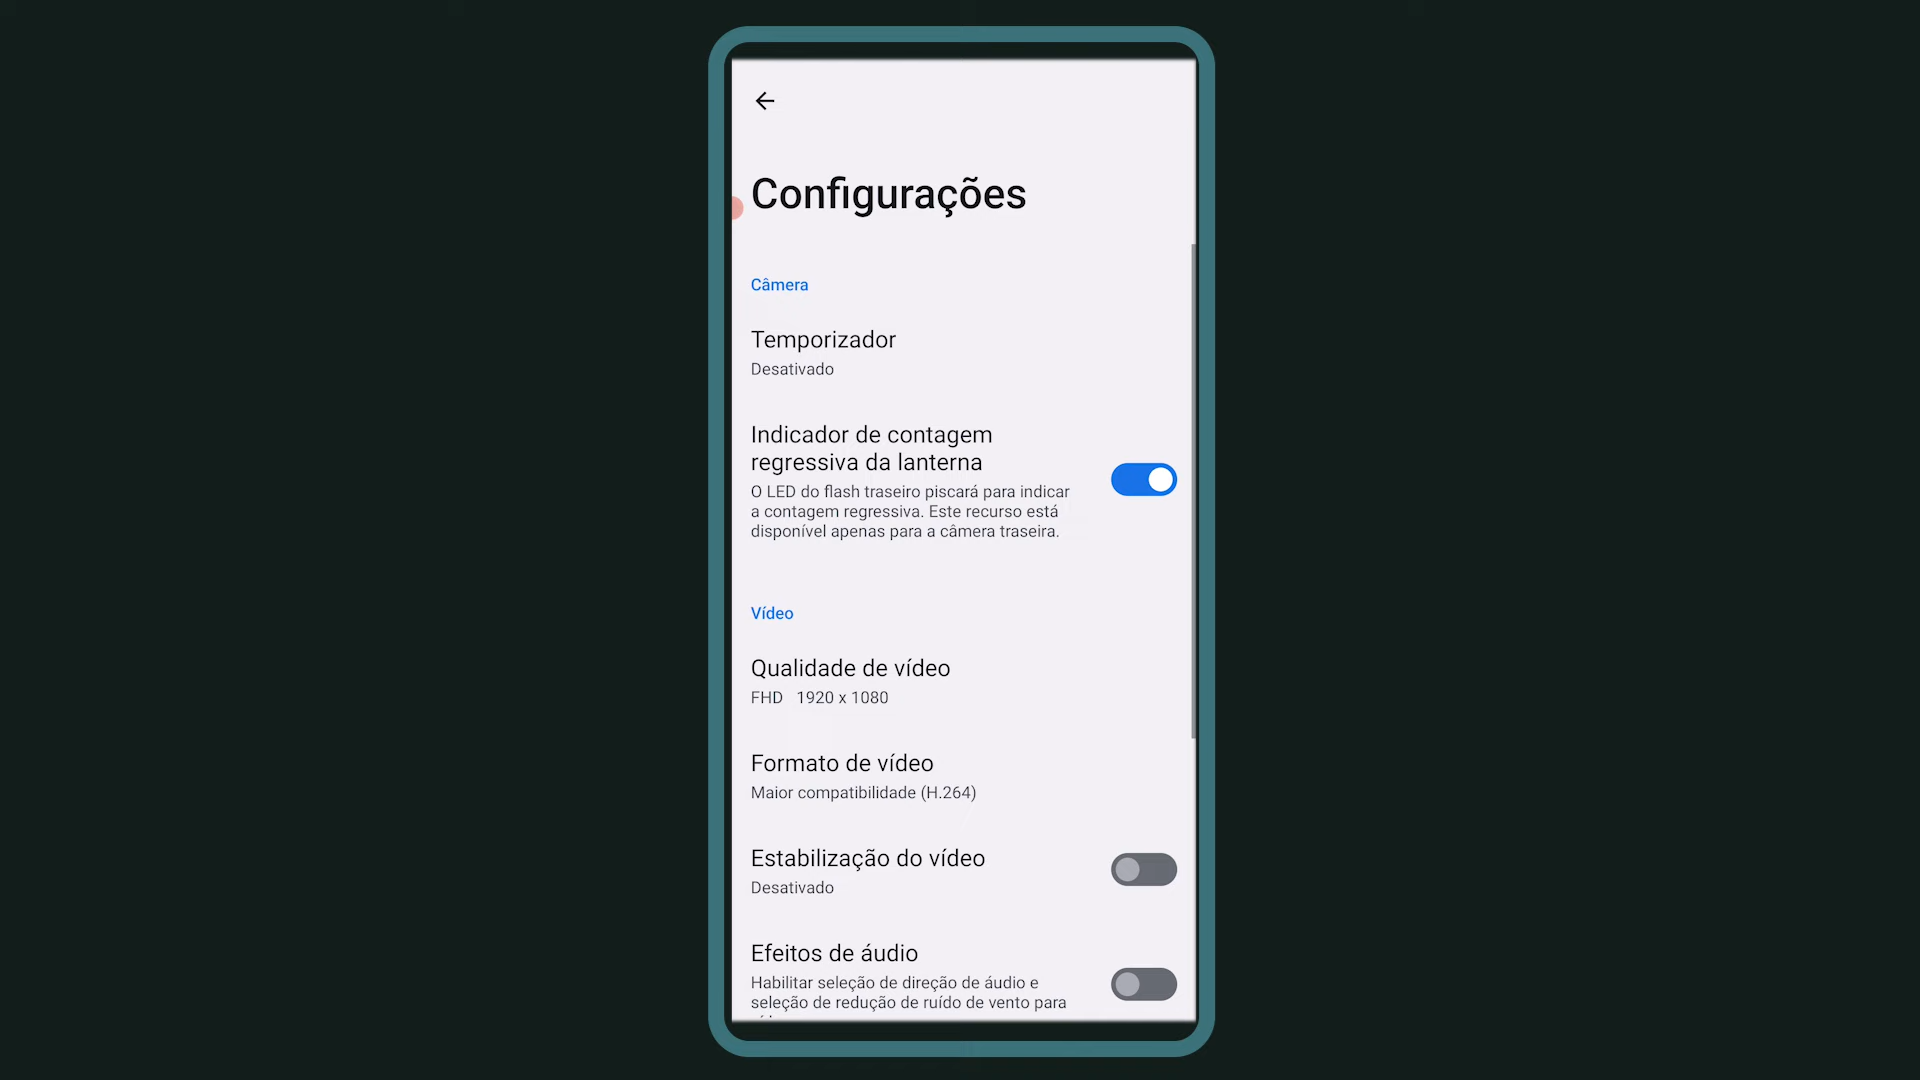 Configurações
Câmera
Temporizador
Desativado
Indicador de contagem
regressiva da lanterna
O LED do flash traseiro piscará para indicar
a contagem regressiva. Este recurso está
disponível apenas para a câmera traseira.
Vídeo
Qualidade de vídeo
FHD 1920 x 1080
Formato de vídeo
Maior compatibilidade (H.264)
Estabilização do vídeo
Desativado
Efeitos de áudio
Habilitar seleção de direção de áudio e
seleção de redução de ruído de vento para